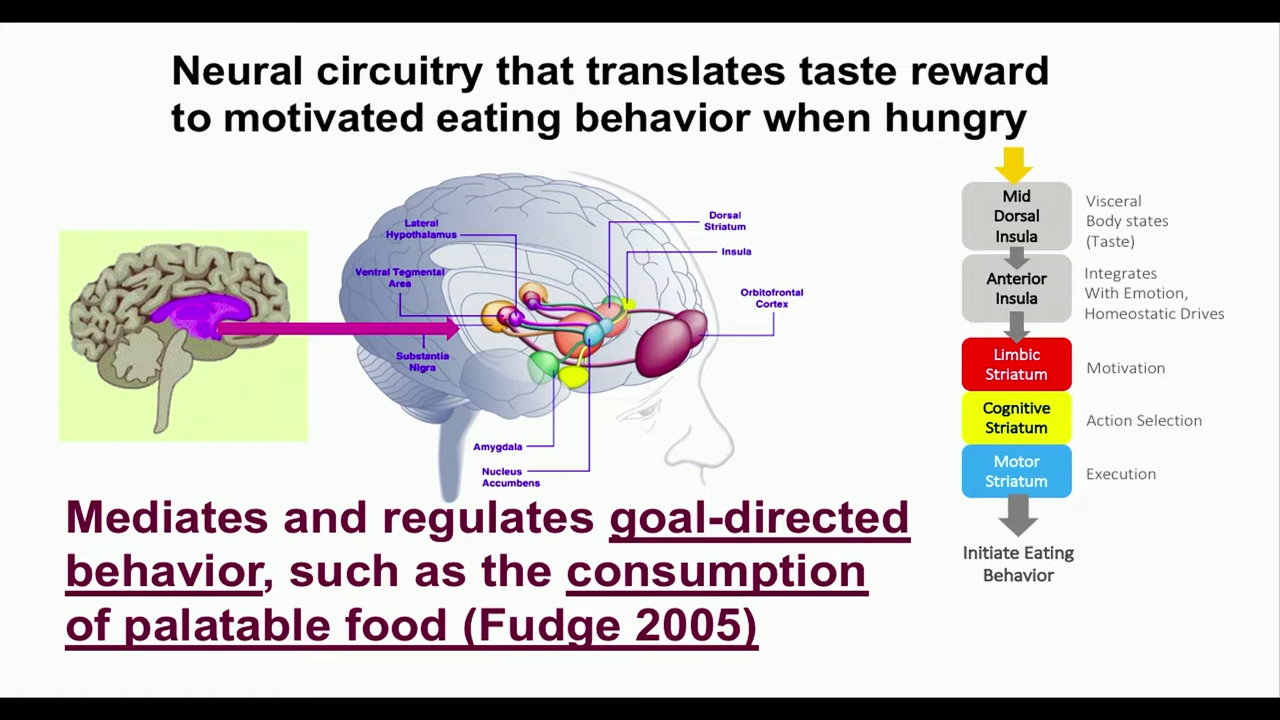 Neural circuitry that translates taste reward
to motivated eating behavior when hungry
Lateral
Hypothalamus
Ventral Tegmental
Area
Substantia
Nigra
Amygdala
Nucleus
Accumbens
Dorsal
Striatum
Insula
Orbitofrontal
Cortex
Mid
Dorsal
Insula
Visceral
Body states
(Taste)
Anterior
Insula
Integrates
With Emotion,
Homeostatic Drives
Limbic
Striatum
Motivation
Cognitive
Striatum
Action Selection
Motor
Striatum
Execution
Initiate Eating
Behavior
Mediates and regulates goal-directed
behavior, such as the consumption
of palatable food (Fudge 2005)